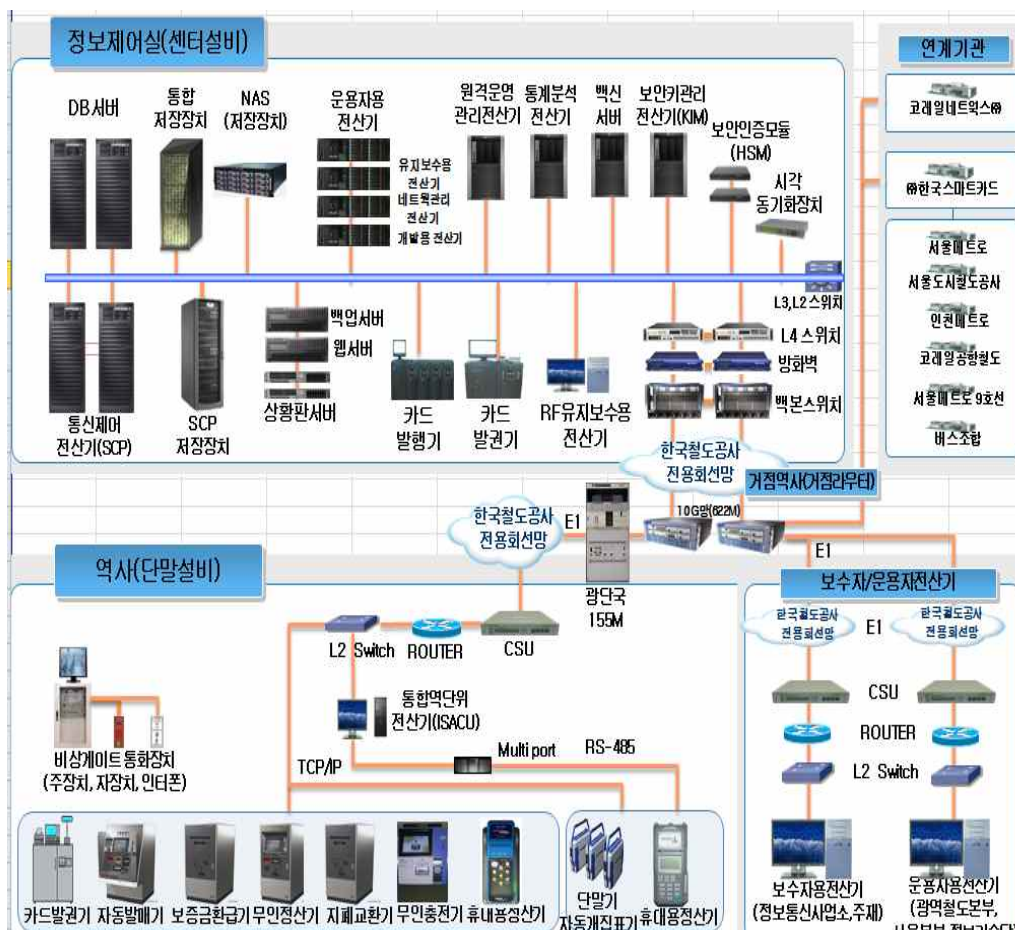 정보제어실(센터설비)
DB서버
통합
저장장치
NAS
(저장장치)
운용자용
전산기
유지보수용
전산기
네트웍관리
전산기
개발용 전산기
원격운영
관리전산기
통계분석
전산기
백신
서버
보안키관리
전산기(KIM)
보안인증모듈
(HSM)
시각
동기화장치
L3,L2스위치
통신제어
전산기(SCP)
SCP
저장장치
백업서버
웹서버
상황판서버
카드
발행기
카드
발권기
RF유지보수용
전산기
L4스위치
방화벽
백본스위치
한국철도공사
전용회선망
연계기관
코레일네트웍스㈜
㈜한국스마트카드
서울메트로
서울도시철도공사
인천메트로
코레일공항철도
서울메트로 9호선
버스조합
거점역사(거점라우터)
10G망(622M)
한국철도공사
전용회선망
E1
광단국
155M
E1
역사(단말설비)
L2 Switch
ROUTER
CSU
통합역단위
전산기(ISACU)
Multi port
RS-485
TCP/IP
비상게이트통화장치
(주장치, 자장치, 인터폰)
카드발권기
자동발매기
보증금환급기
무인정산기
지폐교환기
무인충전기
휴대용정산기
단말기
자동개집표기
휴대용정산기
보수자/운용자전산기
한국철도공사
전용회선망
E1
한국철도공사
전용회선망
CSU
ROUTER
L2 Switch
보수자용전산기
(정보통신사업소,주재)
운용자용전산기
(광역철도본부,